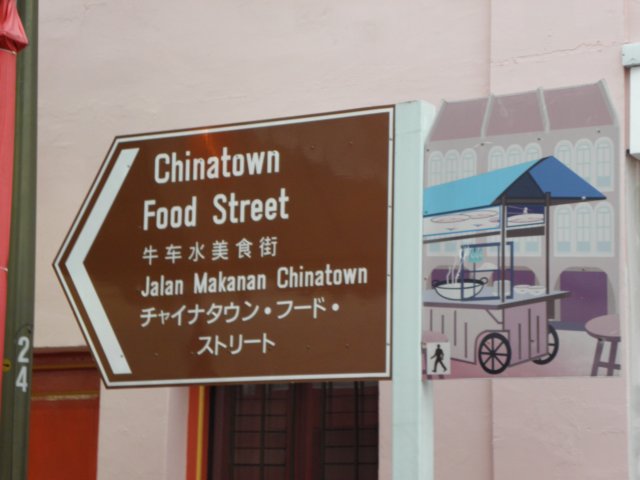 Chinatown
Food Street
牛车水美食街
Jalan Makanan Chinatown
チャイナタウン・フード・
ストリート
24